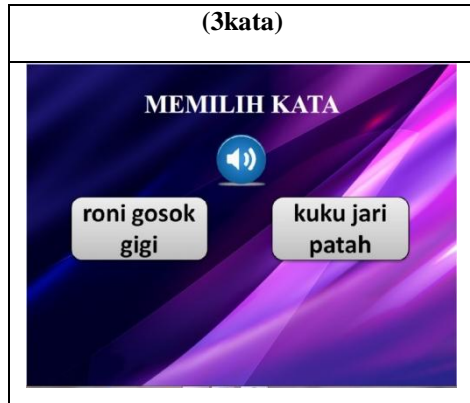 (3kata)
MEMILIH KATA
roni gosok
gigi
kuku jari
patah